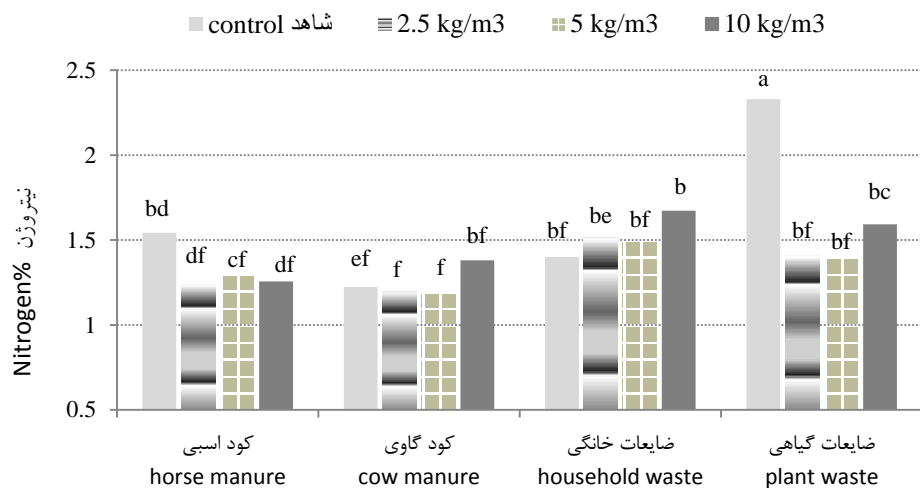 control شاهد 2.5 kg/m3 5 kg/m3 10 kg/m3
Nitrogen% نیتروژن
2.5
2
1.5
1
0.5
bd df cf df
ef f f bf
bf be bf b
a bf bf bc
کود اسبی کود گاوی ضایعات خانگی ضایعات گیاهی
horse manure cow manure household waste plant waste